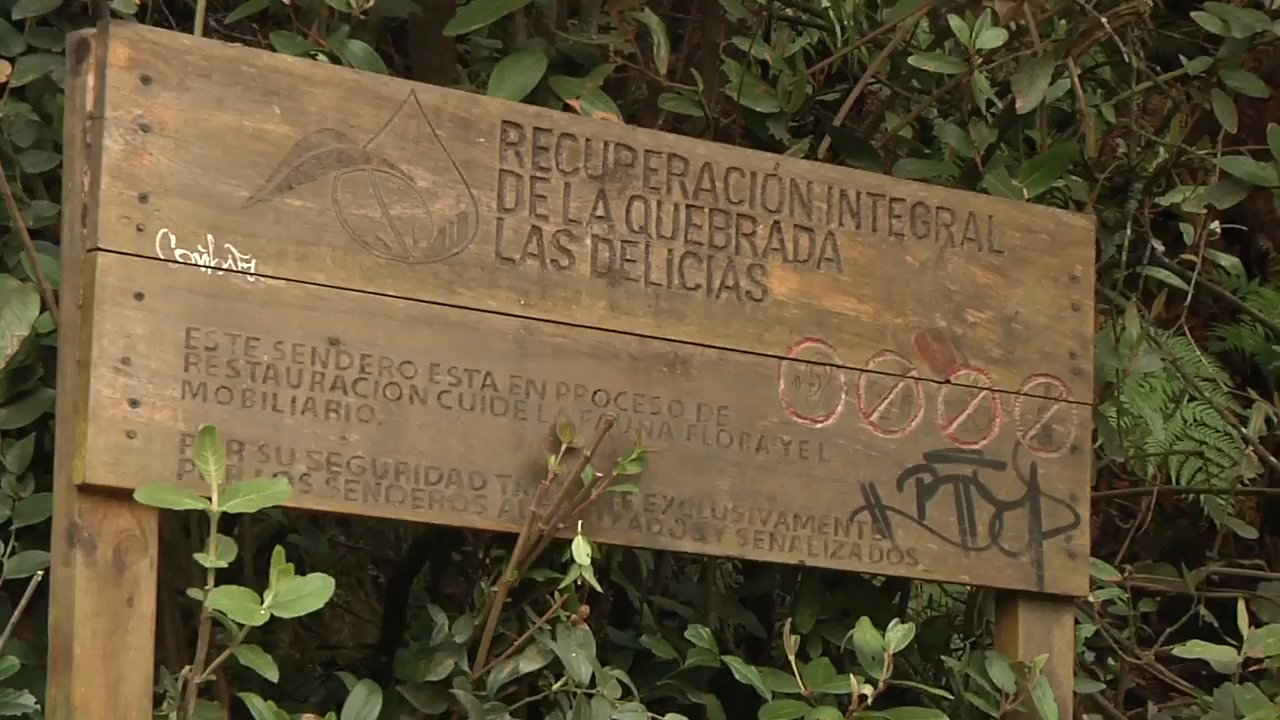 RECUPERACIÓN INTEGRAL
DE LA QUEBRADA
LAS DELICIAS
ESTE SENDERO ESTA EN PROCESO DE
RESTAURACIÓN CUIDE LA FAUNA FLORA Y EL
MOBILIARIO.
POR SU SEGURIDAD EXCLUSIVAMENTE
POR LOS SENDEROS Y SEÑALIZADOS